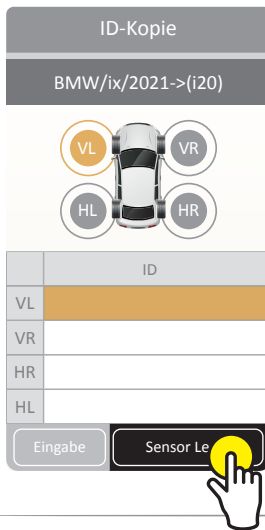 ID-Kopie
BMW/ix/2021->(i20)
VL VR
HL HR
ID
VL
VR
HR
HL
Eingabe Sensor Le